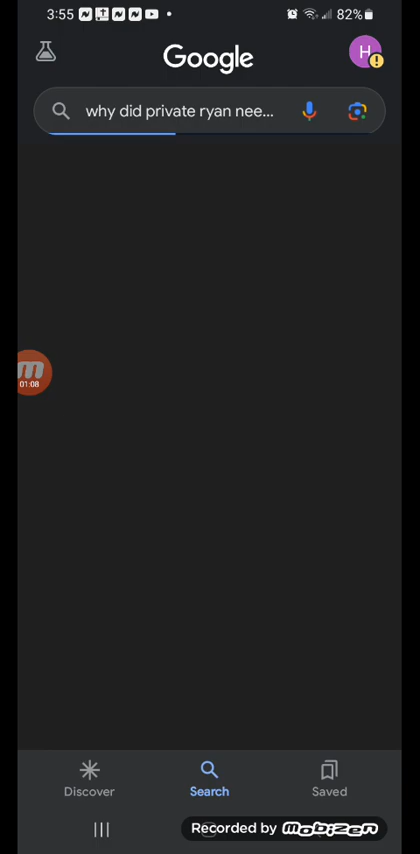 3:55
82%
Google
H
why did private ryan nee...
m
01:08
Discover
Search
Saved
Recorded by mobizen